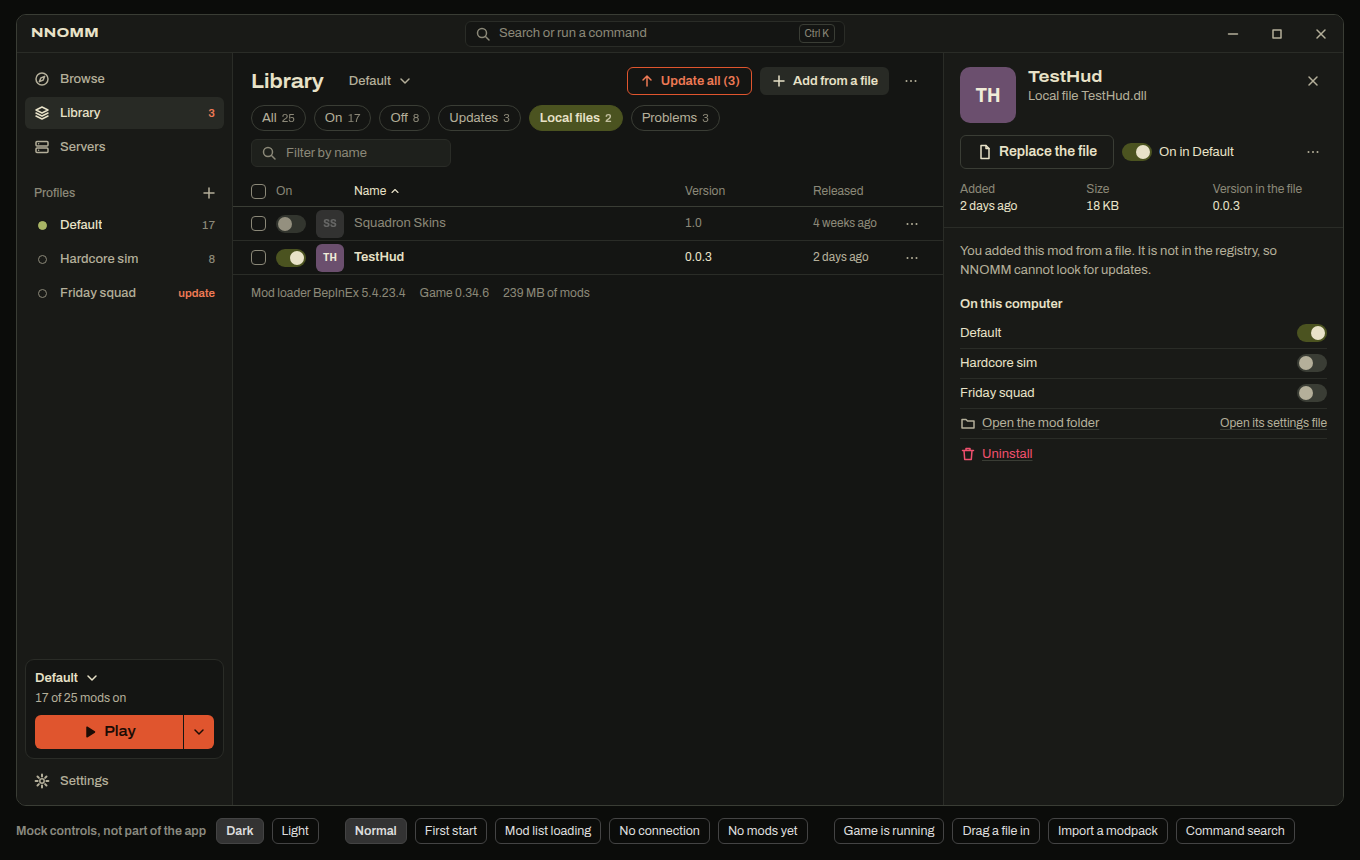 NNOMM
Search or run a command Ctrl K
Browse
Library 3
Servers
Profiles
Default 17
Hardcore sim 8
Friday squad update
Default
17 of 25 mods on
Play
Settings
Library Default Update all (3) Add from a file
All 25 On 17 Off 8 Updates 3 Local files 2 Problems 3
Filter by name
On Name Version Released
SS Squadron Skins 1.0 4 weeks ago
TH TestHud 0.0.3 2 days ago
Mod loader BepInEx 5.4.23.4 Game 0.34.6 239 MB of mods
TH
TestHud
Local file TestHud.dll
Replace the file On in Default
Added Size Version in the file
2 days ago 18 KB 0.0.3
You added this mod from a file. It is not in the registry, so
NNOMM cannot look for updates.
On this computer
Default
Hardcore sim
Friday squad
Open the mod folder Open its settings file
Uninstall
Mock controls, not part of the app Dark Light Normal First start Mod list loading No connection No mods yet Game is running Drag a file in Import a modpack Command search